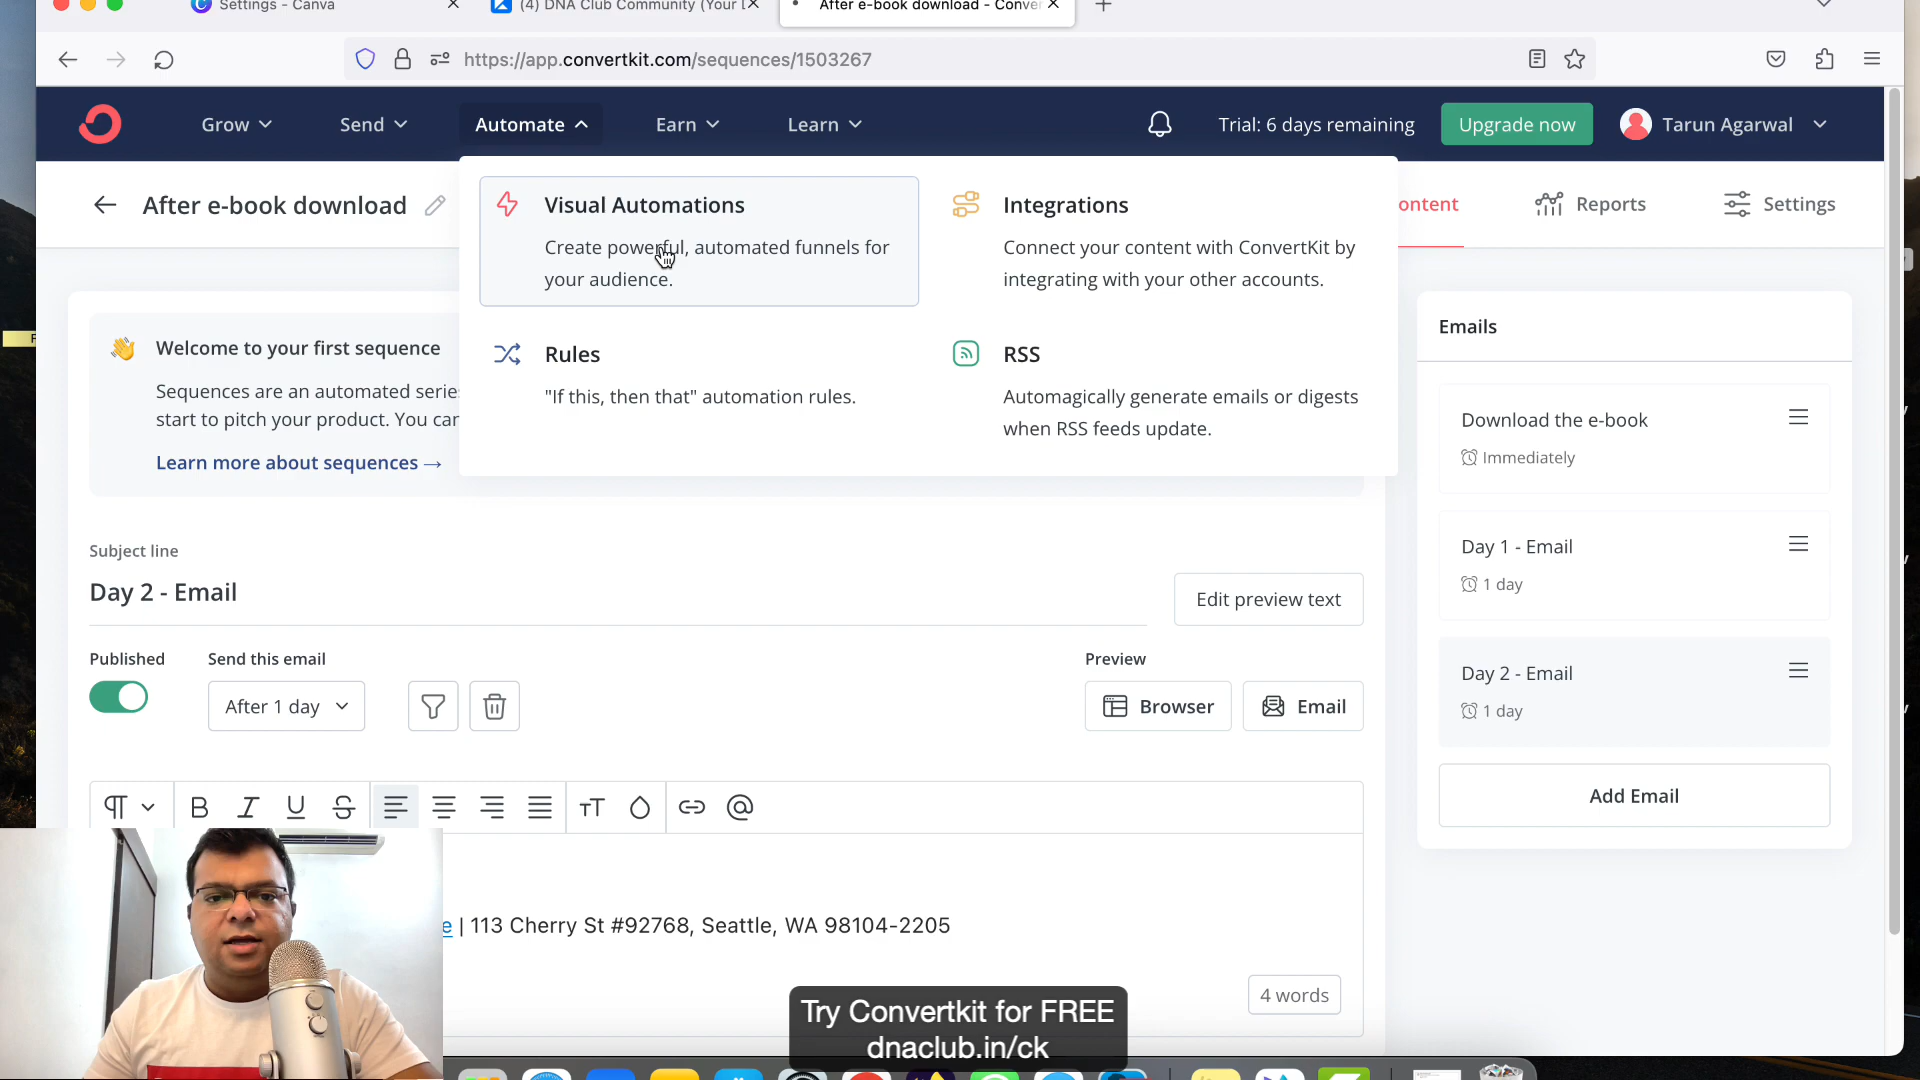 Settings - Canva
(4) DNA Club Community (Your
After e-book download - Conve
https://app.convertkit.com/sequences/1503267
Grow
Send
Automate
Earn
Learn
Trial: 6 days remaining
Upgrade now
Tarun Agarwal
After e-book download
Visual Automations
Create powerful, automated funnels for
your audience.
Integrations
Connect your content with ConvertKit by
integrating with your other accounts.
Rules
"If this, then that" automation rules.
RSS
Automagically generate emails or digests
when RSS feeds update.
ontent
Reports
Settings
👋 Welcome to your first sequence
Sequences are an automated serie
start to pitch your product. You can
Learn more about sequences →
Subject line
Day 2 - Email
Edit preview text
Published
Send this email
After 1 day
Preview
Browser
Email
Emails
Download the e-book
Immediately
Day 1 - Email
1 day
Day 2 - Email
1 day
Add Email
e | 113 Cherry St #92768, Seattle, WA 98104-2205
4 words
Try Convertkit for FREE
dnaclub.in/ck